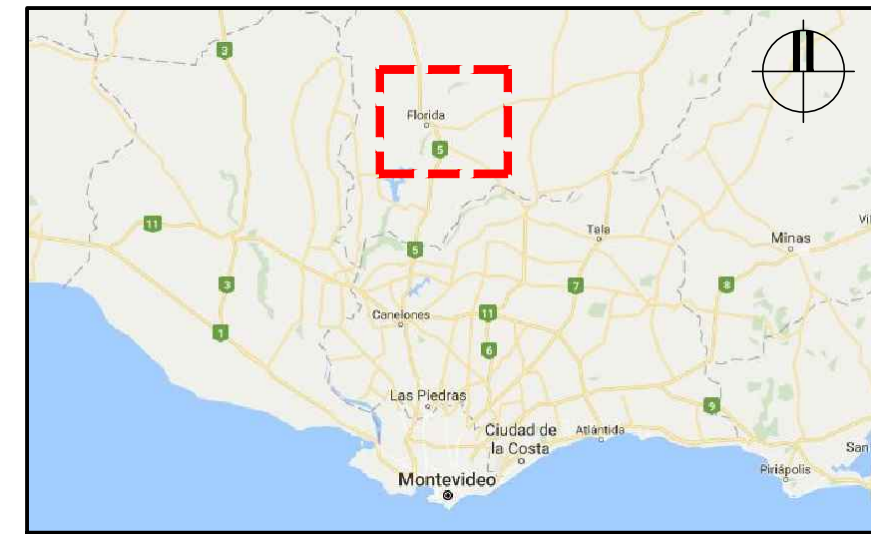 3
Florida
5
11
Tala
Minas
5
3
7
8
Canelones
11
1
6
Las Piedras
9
Ciudad de
la Costa
Atlántida
San
Piriápolis
Montevideo